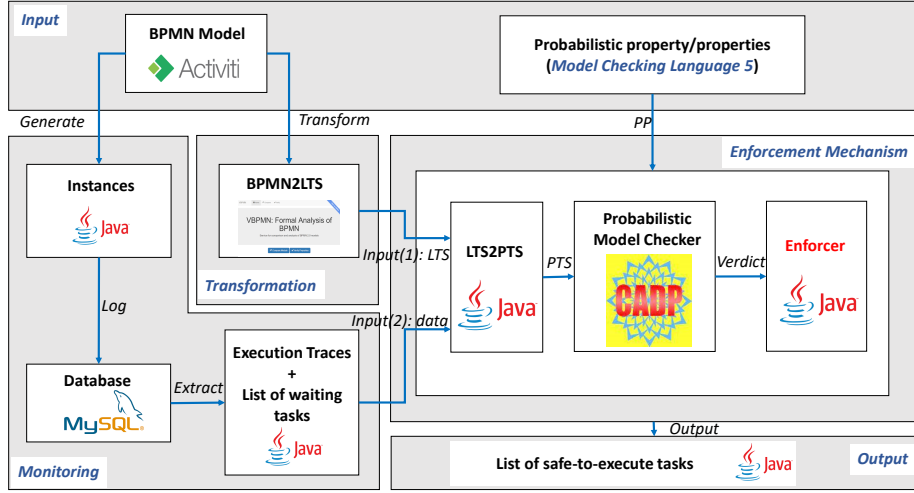 Input
BPMN Model
Activiti
Probabilistic property/properties
(Model Checking Language 5)
Generate
Transform
PP
Enforcement Mechanism
Instances
Java
BPMN2LTS
VBPMN: Formal Analysis of
BPMN
Transformation
Input(1): LTS
LTS2PTS
Java
PTS
Probabilistic
Model Checker
CADP
Verdict
Enforcer
Java
Log
Input(2): data
Database
MySQL
Extract
Execution Traces
+
List of waiting
tasks
Java
Monitoring
Output
List of safe-to-execute tasks
Java
Output